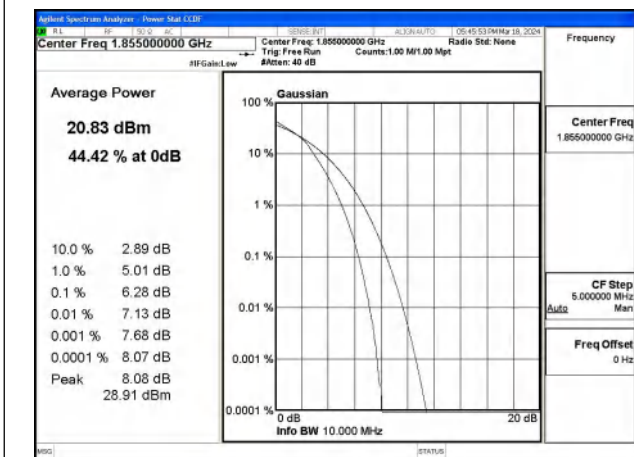 Agilent Spectrum Analyzer - Power Stat CCDF
RL RF 50 Ω AC SENSE:INT ALIGNAUTO 05:45:53 PM Mar 18, 2024
Center Freq 1.855000000 GHz
Center Freq: 1.855000000 GHz Radio Std: None
Trig: Free Run Counts:1.00 M/1.00 Mpt
#IFGain:Low #Atten: 40 dB
Frequency
Average Power
20.83 dBm
44.42 % at 0dB
10.0 % 2.89 dB
1.0 % 5.01 dB
0.1 % 6.28 dB
0.01 % 7.13 dB
0.001 % 7.68 dB
0.0001 % 8.07 dB
Peak 8.08 dB
28.91 dBm
Gaussian
100 %
10 %
1 %
0.1 %
0.01 %
0.001 %
0.0001 %
0 dB 20 dB
Info BW 10.000 MHz
Center Freq
1.855000000 GHz
CF Step
5.000000 MHz
Auto Man
Freq Offset
0 Hz
MSG STATUS